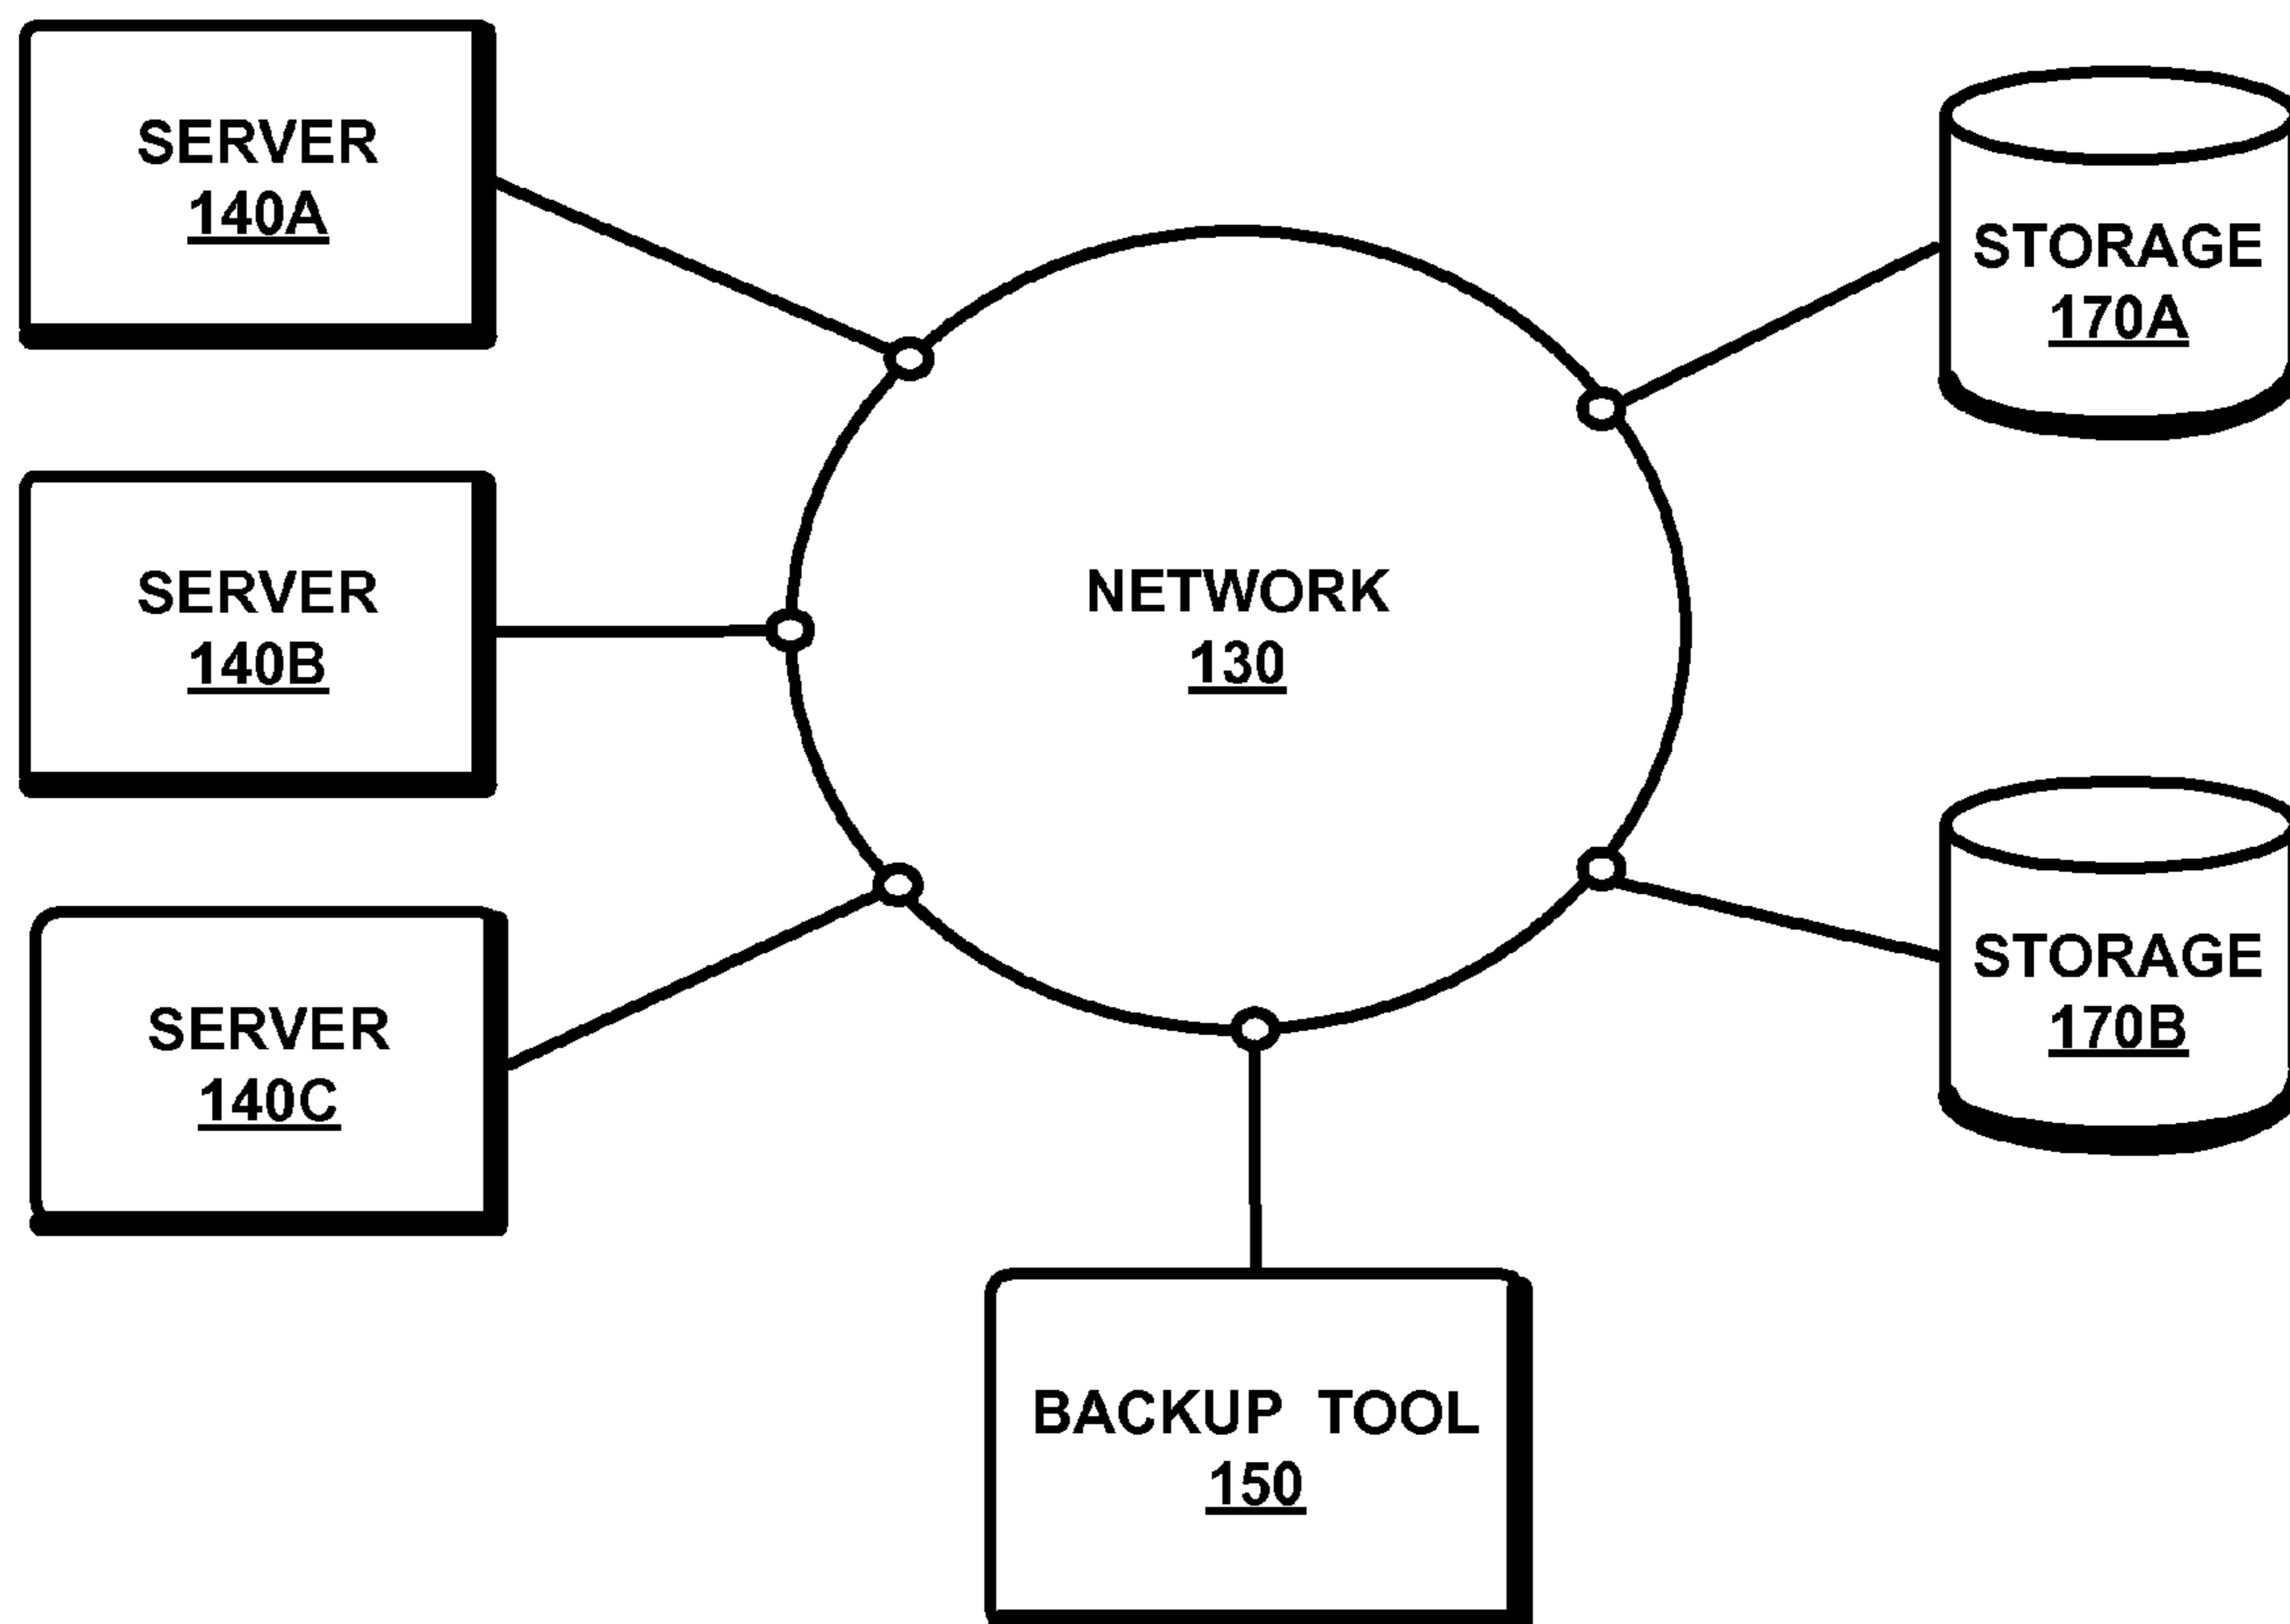 SERVER
140A
STORAGE
170A
SERVER
140B
NETWORK
130
STORAGE
170B
SERVER
140C
BACKUP TOOL
150